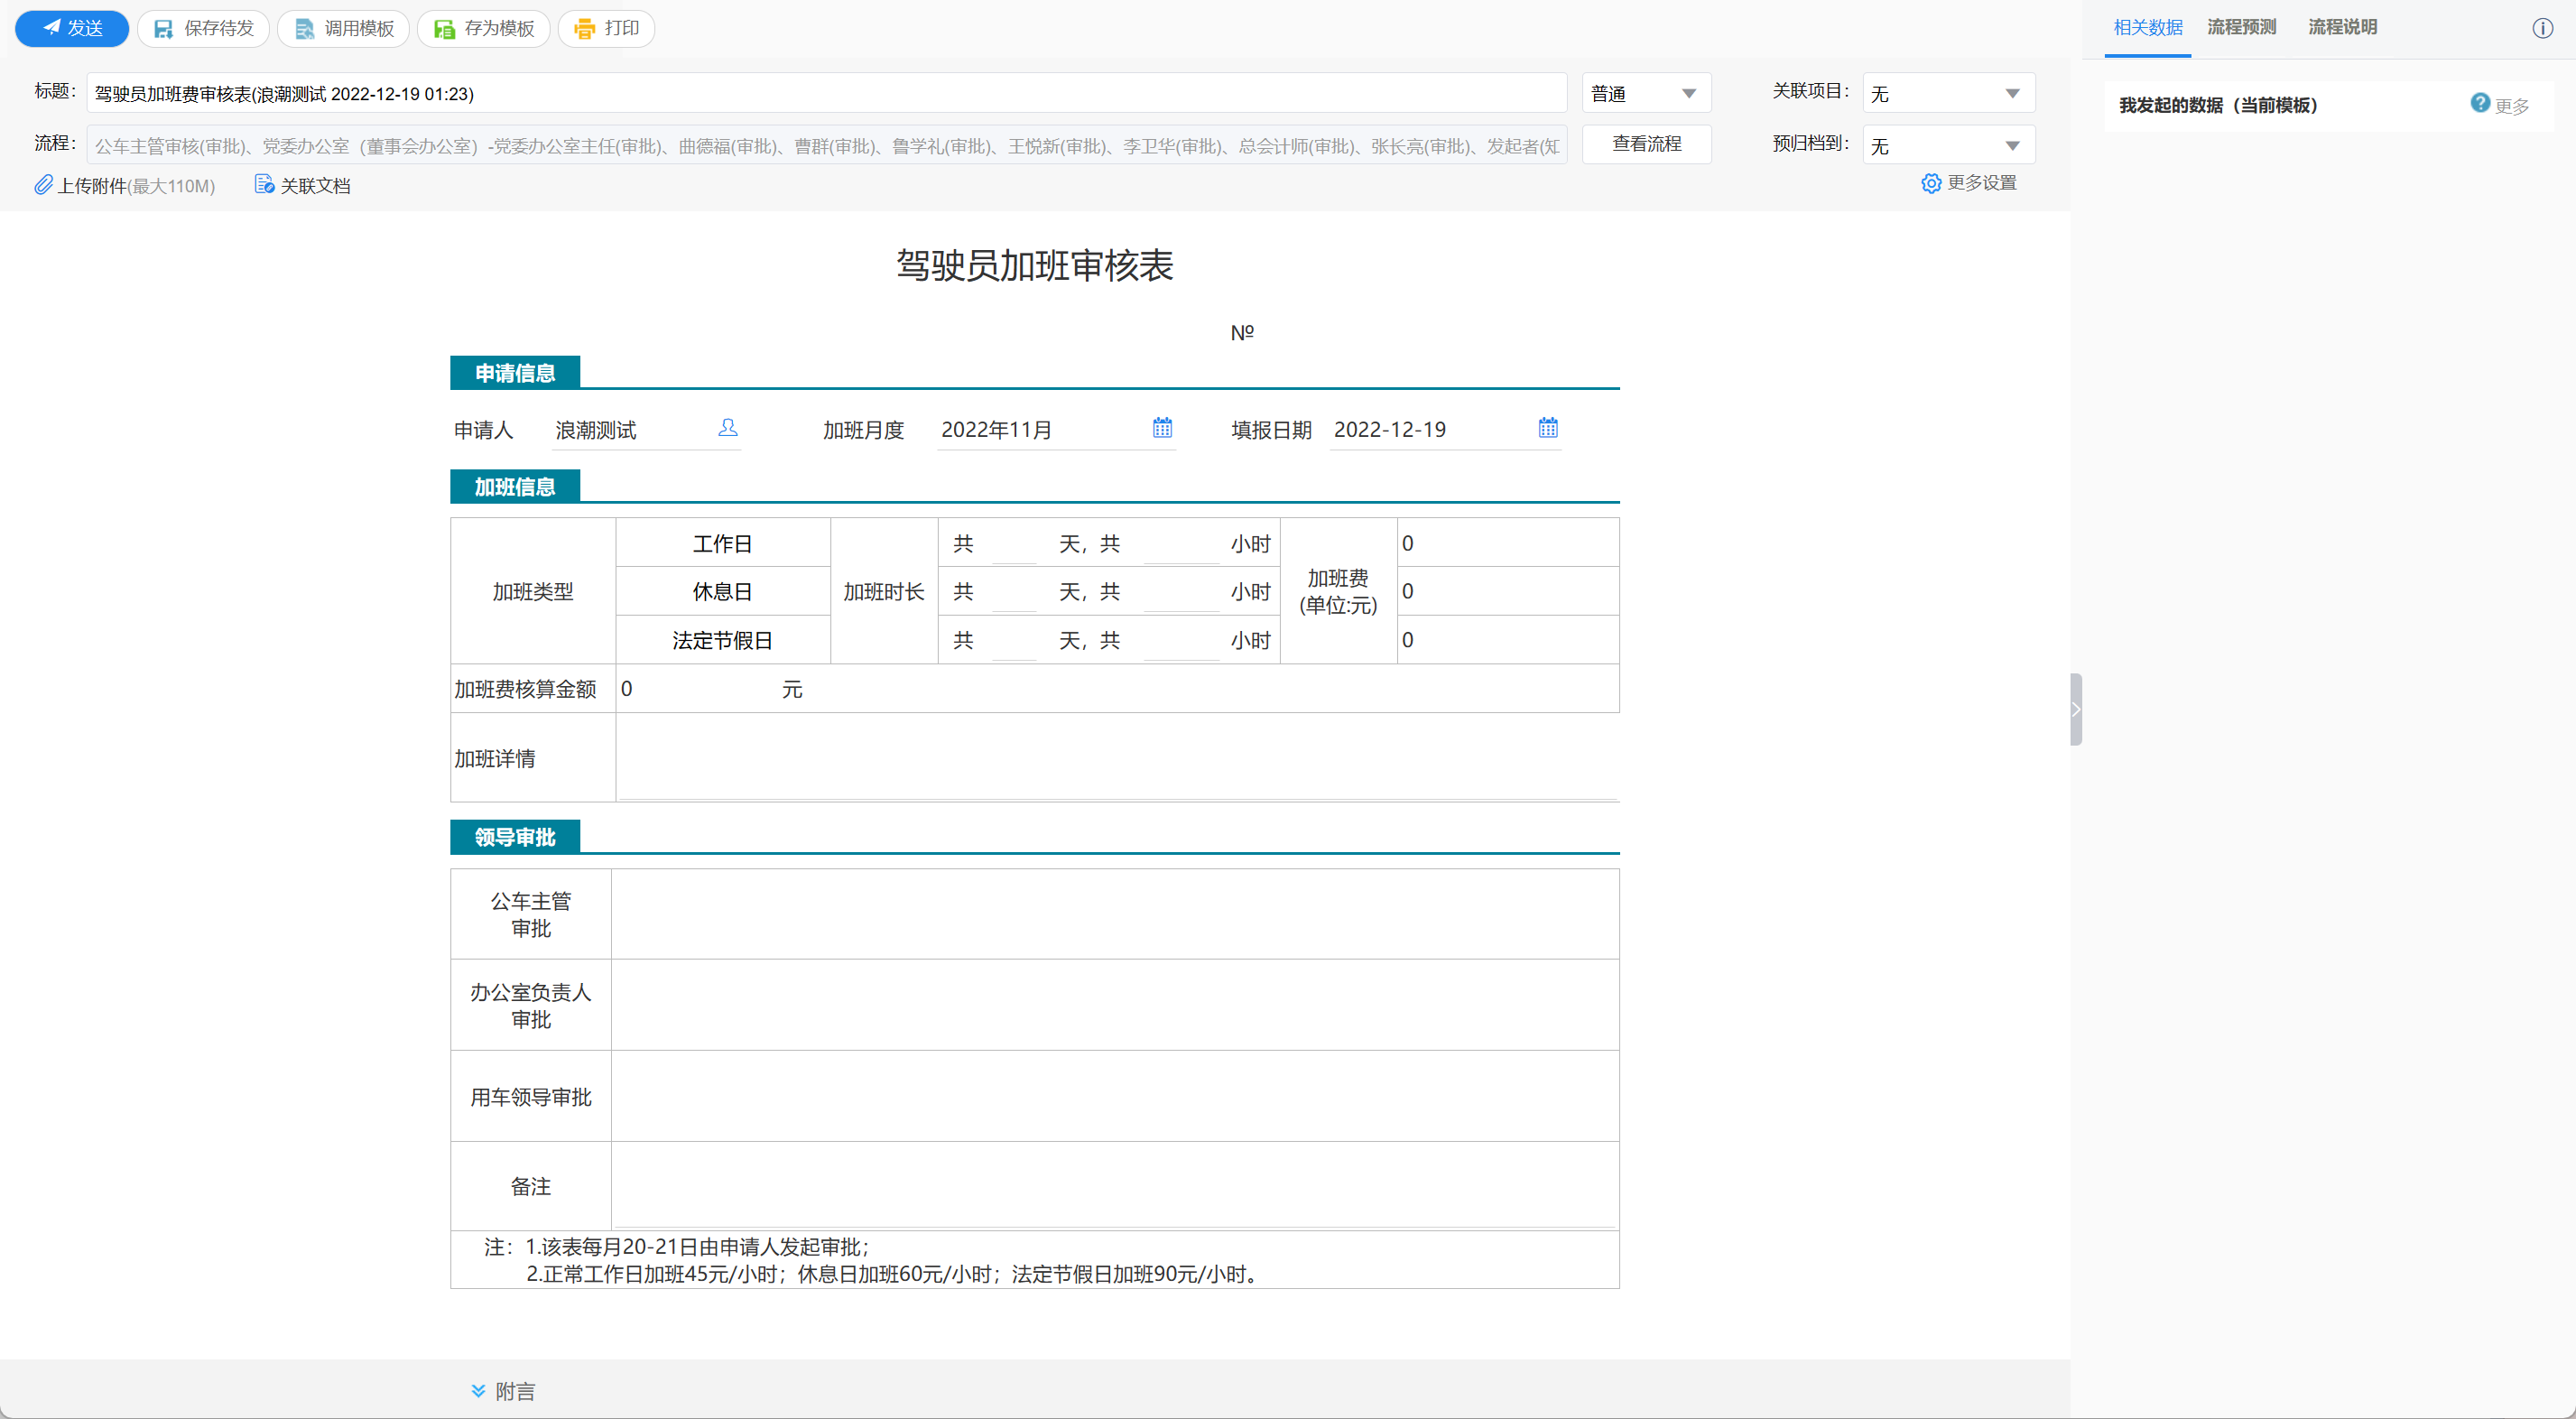 发送 保存待发 调用模板 存为模板 打印
相关数据 流程预测 流程说明
标题： 驾驶员加班费审核表(浪潮测试 2022-12-19 01:23) 普通 关联项目： 无
我发起的数据（当前模板） 更多
流程： 公车主管审核(审批)、党委办公室（董事会办公室）-党委办公室主任(审批)、曲德福(审批)、曹群(审批)、鲁学礼(审批)、王悦新(审批)、李卫华(审批)、总会计师(审批)、张长亮(审批)、发起者(知 查看流程 预归档到： 无
上传附件(最大110M) 关联文档 更多设置
驾驶员加班审核表
№
申请信息
申请人 浪潮测试 加班月度 2022年11月 填报日期 2022-12-19
加班信息
加班类型 工作日 加班时长 共 天，共 小时 加班费(单位:元) 0
休息日 共 天，共 小时 0
法定节假日 共 天，共 小时 0
加班费核算金额 0 元
加班详情
领导审批
公车主管
审批
办公室负责人
审批
用车领导审批
备注
注：1.该表每月20-21日由申请人发起审批；
2.正常工作日加班45元/小时；休息日加班60元/小时；法定节假日加班90元/小时。
附言